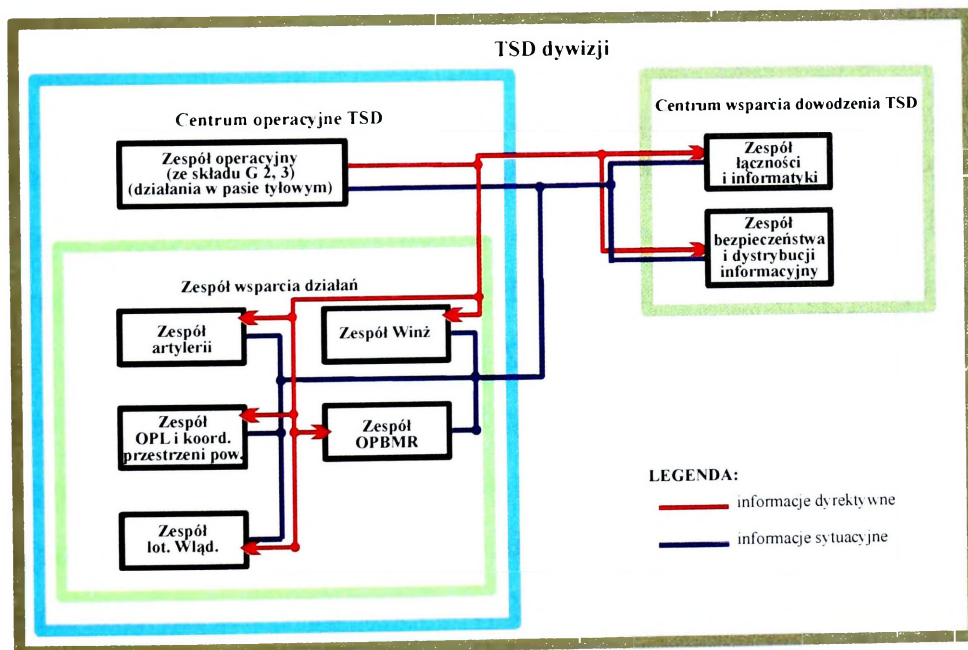 TSD dywizji
Centrum operacyjne TSD
Zespół operacyjny
(ze składu G 2, 3)
(działania w pasie tyłowym)
Zespół wsparcia działań
Zespół
artylerii
Zespół Winż
Zespół
OPL i koord.
przestrzeni pow.
Zespół
OPBMR
Zespół
lot. Wląd.
Centrum wsparcia dowodzenia TSD
Zespół
łączności
i informatyki
Zespół
bezpieczeństwa
i dystrybucji
informacyjny
LEGENDA:
informacje dyrektywne
informacje sytuacyjne